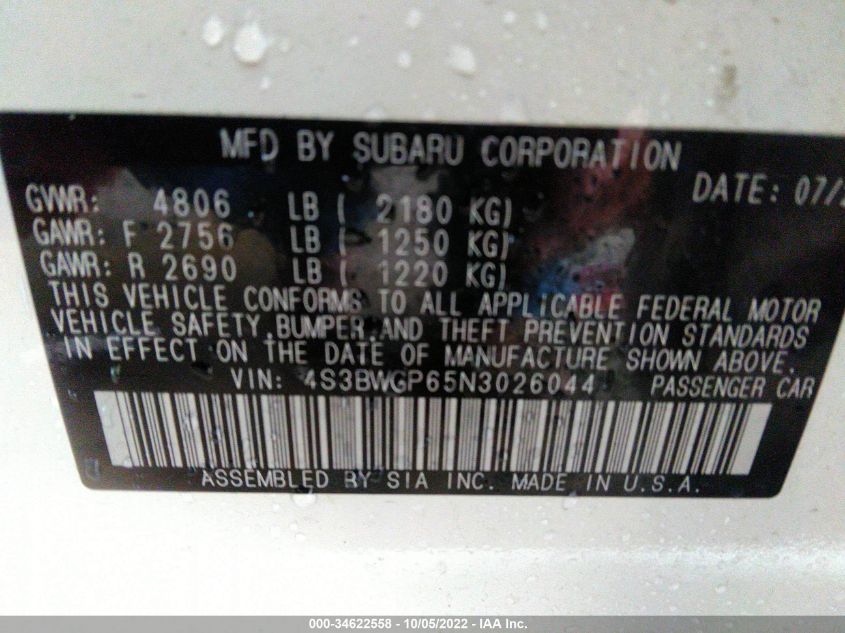 MFD BY SUBARU CORPORATION
DATE: 07/
GVWR: 4806 LB ( 2180 KG)
GAWR: F 2756 LB ( 1250 KG)
GAWR: R 2690 LB ( 1220 KG)
THIS VEHICLE CONFORMS TO ALL APPLICABLE FEDERAL MOTOR
VEHICLE SAFETY, BUMPER, AND THEFT PREVENTION STANDARDS
IN EFFECT ON THE DATE OF MANUFACTURE SHOWN ABOVE.
VIN: 4S3BWGP65N3026044 PASSENGER CAR
ASSEMBLED BY SIA INC. MADE IN U.S.A.
000-34622558 - 10/05/2022 - IAA Inc.